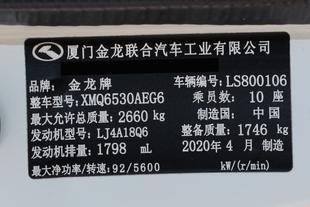 厦门金龙联合汽车工业有限公司
品牌：金龙牌 车辆编号：LS800106
整车型号：XMQ6530AEG6 乘员数：10 座
最大允许总质量：2660 kg 制造国：中 国
发动机型号：LJ4A18Q6 整备质量：1746 kg
发动机排量：1798 mL 2020 年 4 月 制造
最大净功率/转速：92/5600 kW/(r/min)